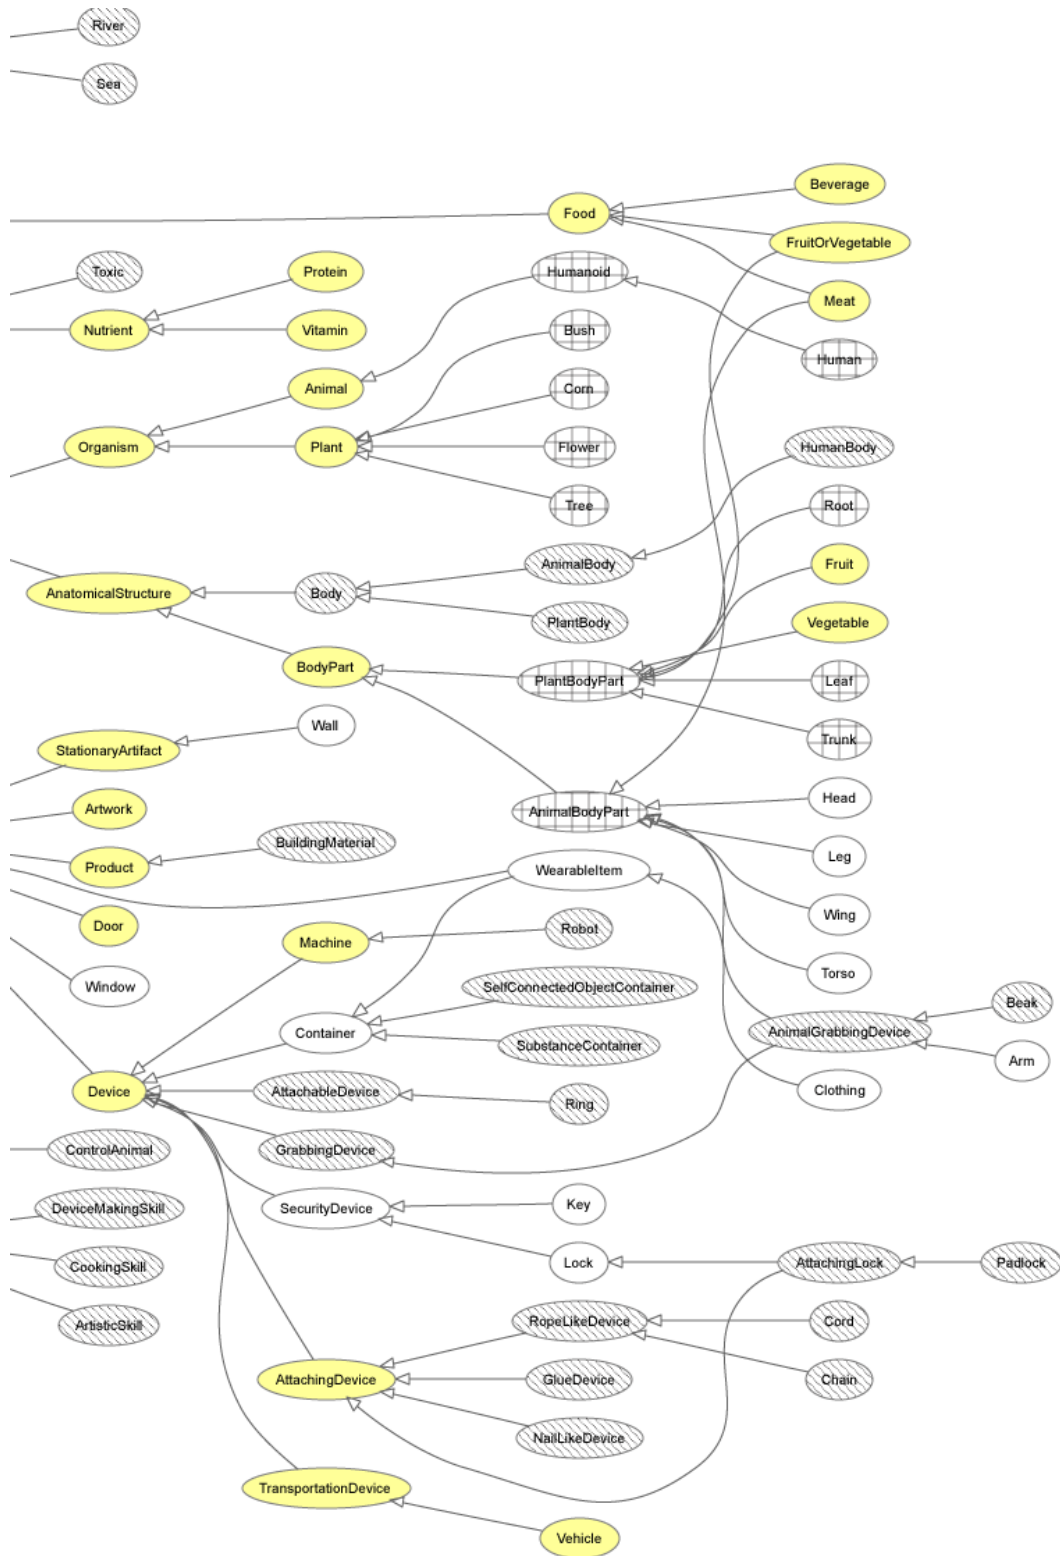 River
Sea
Beverage
Food
FruitOrVegetable
Toxic
Protein
Humanoid
Meat
Nutrient
Vitamin
Bush
Human
Animal
Corn
Organism
Plant
Flower
HumanBody
Tree
Root
AnimalBody
Fruit
AnatomicalStructure
Body
PlantBody
Vegetable
BodyPart
PlantBodyPart
Leaf
Wall
StationaryArtifact
Trunk
Artwork
AnimalBodyPart
Head
BuildingMaterial
Product
WearableItem
Leg
Door
Machine
Robot
Wing
Window
SelfConnectedObjectContainer
Torso
Beak
Container
SubstanceContainer
AnimalGrabbingDevice
Arm
Device
AttachableDevice
Ring
Clothing
ControlAnimal
GrabbingDevice
DeviceMakingSkill
SecurityDevice
Key
CookingSkill
Lock
AttachingLock
Padlock
ArtisticSkill
RopeLikeDevice
Cord
AttachingDevice
GlueDevice
Chain
NailLikeDevice
TransportationDevice
Vehicle